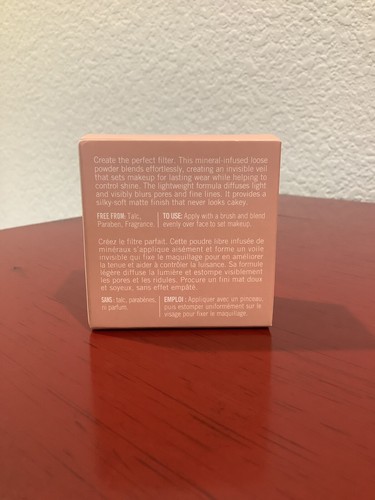 Create the perfect filter. This mineral-infused loose
powder blends effortlessly, creating an invisible veil
that sets makeup for lasting wear while helping to
control shine. The lightweight formula diffuses light
and visibly blurs pores and fine lines. It provides a
silky-soft matte finish that never looks cakey.
FREE FROM: Talc,
Paraben, Fragrance.
TO USE: Apply with a brush and blend
evenly over face to set makeup.
Créez le filtre parfait. Cette poudre libre infusée de
minéraux s'applique aisément et forme un voile
invisible qui fixe le maquillage pour en améliorer
la tenue et aider à contrôler la luisance. Sa formule
légère diffuse la lumière et estompe visiblement
les pores et les ridules. Procure un fini mat doux
et soyeux, sans effet empâté.
SANS : talc, parabènes,
ni parfum.
EMPLOI : Appliquer avec un pinceau,
puis estomper uniformément sur le
visage pour fixer le maquillage.